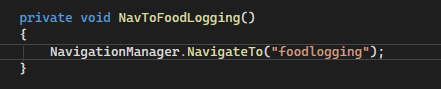 private void NavToFoodLogging()
{
    NavigationManager.NavigateTo("foodlogging");
}